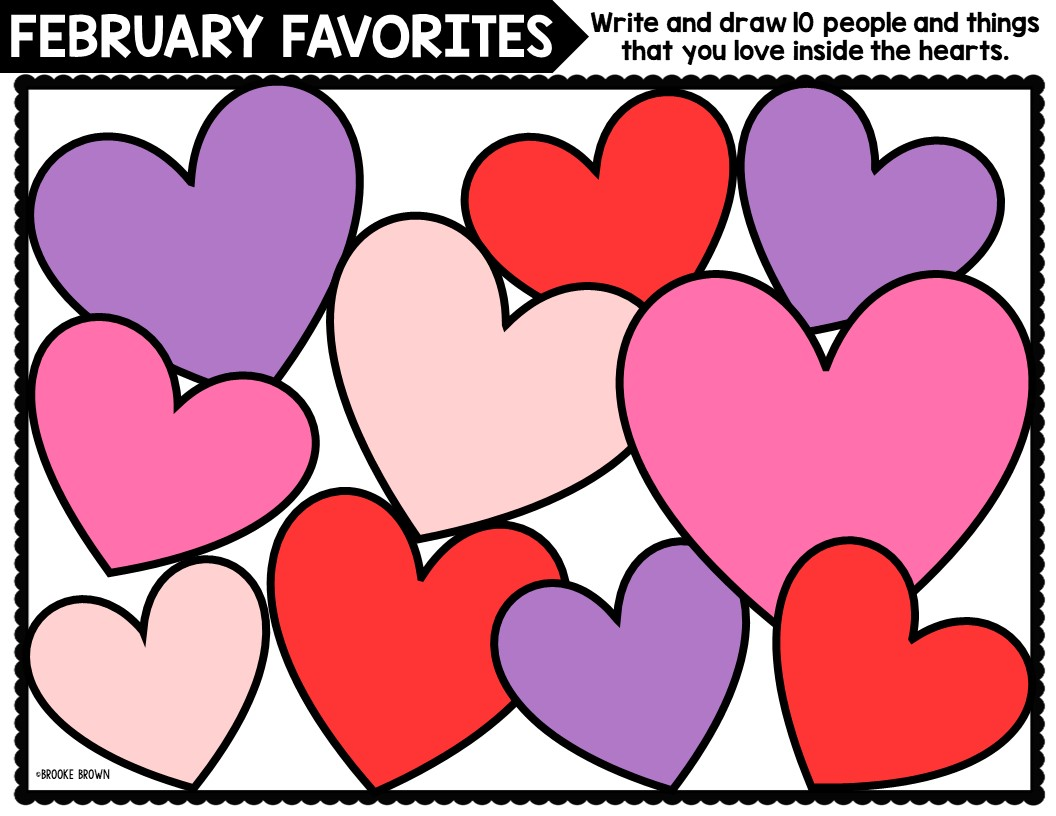 FEBRUARY FAVORITES
Write and draw 10 people and things
that you love inside the hearts.
©BROOKE BROWN